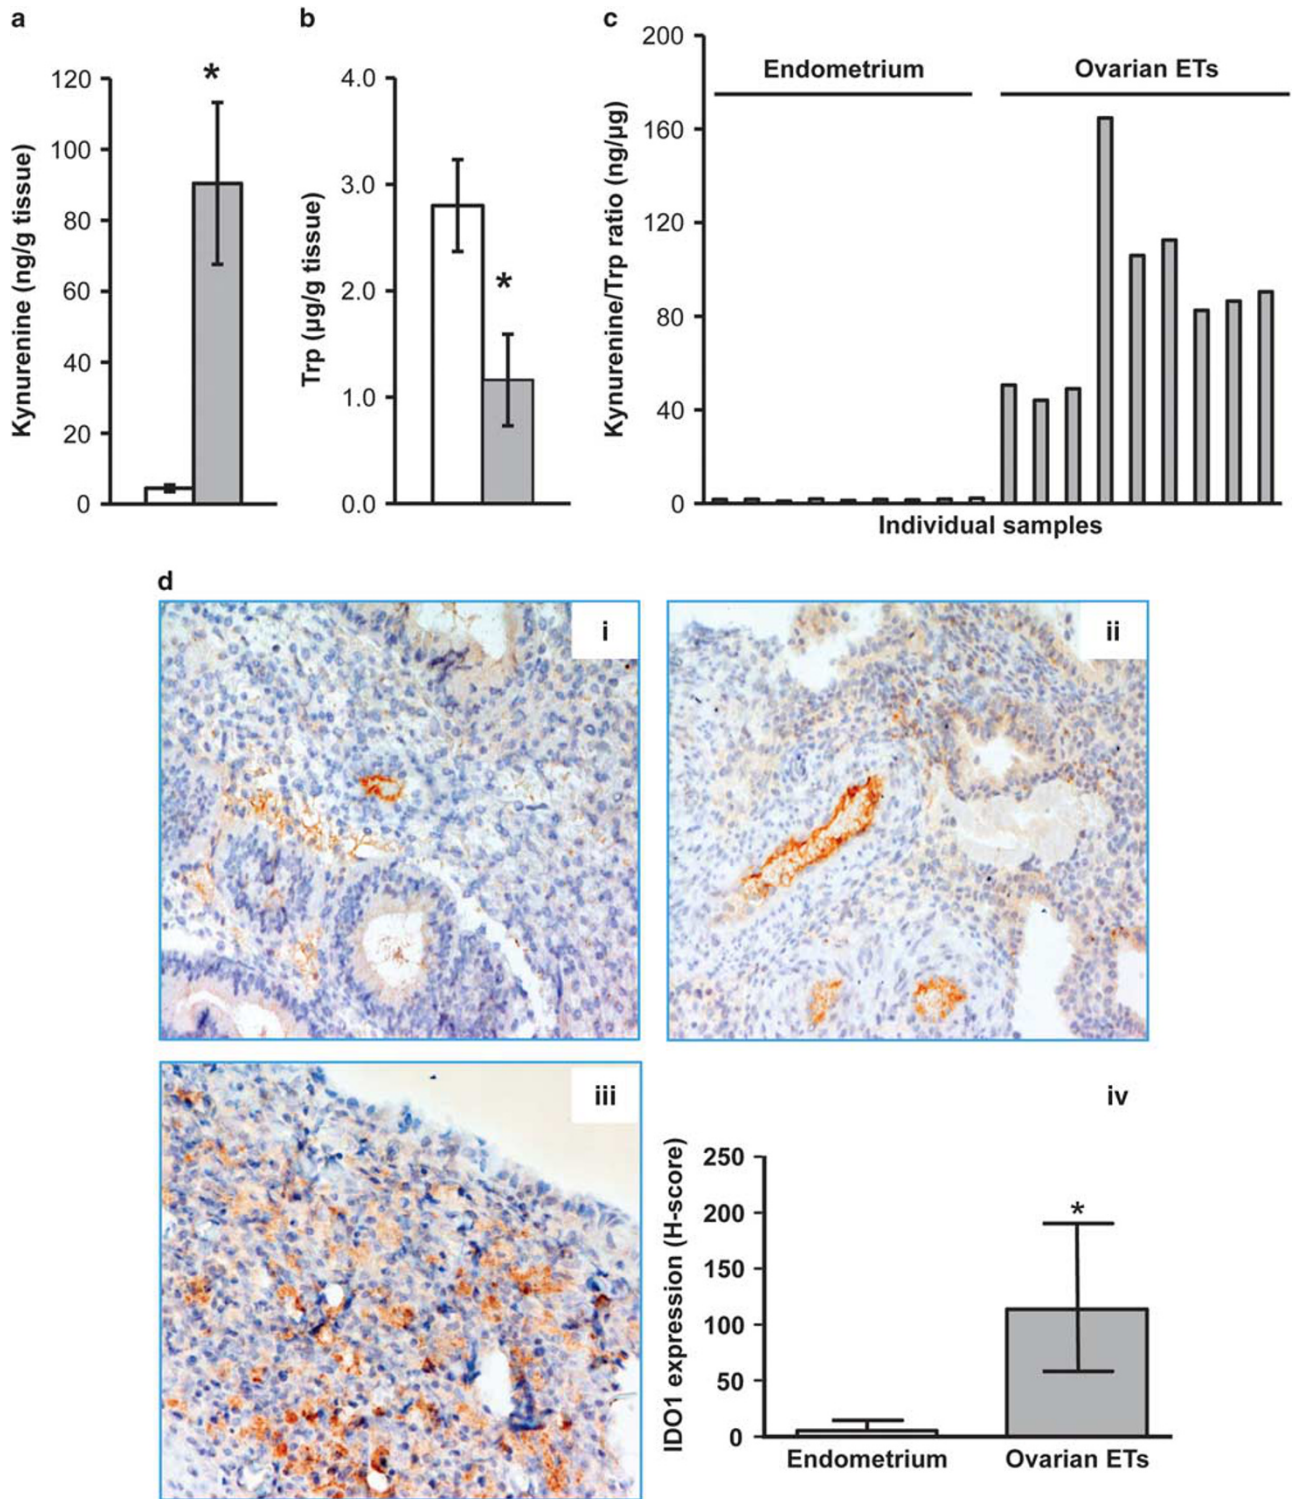 a
Kynurenine (ng/g tissue)
120
100
80
60
40
20
0
*
b
Trp (µg/g tissue)
4.0
3.0
2.0
1.0
0.0
*
c
Kynurenine/Trp ratio (ng/µg)
200
160
120
80
40
0
Endometrium
Ovarian ETs
Individual samples
d
i
ii
iii
iv
IDO1 expression (H-score)
250
200
150
100
50
0
*
Endometrium
Ovarian ETs